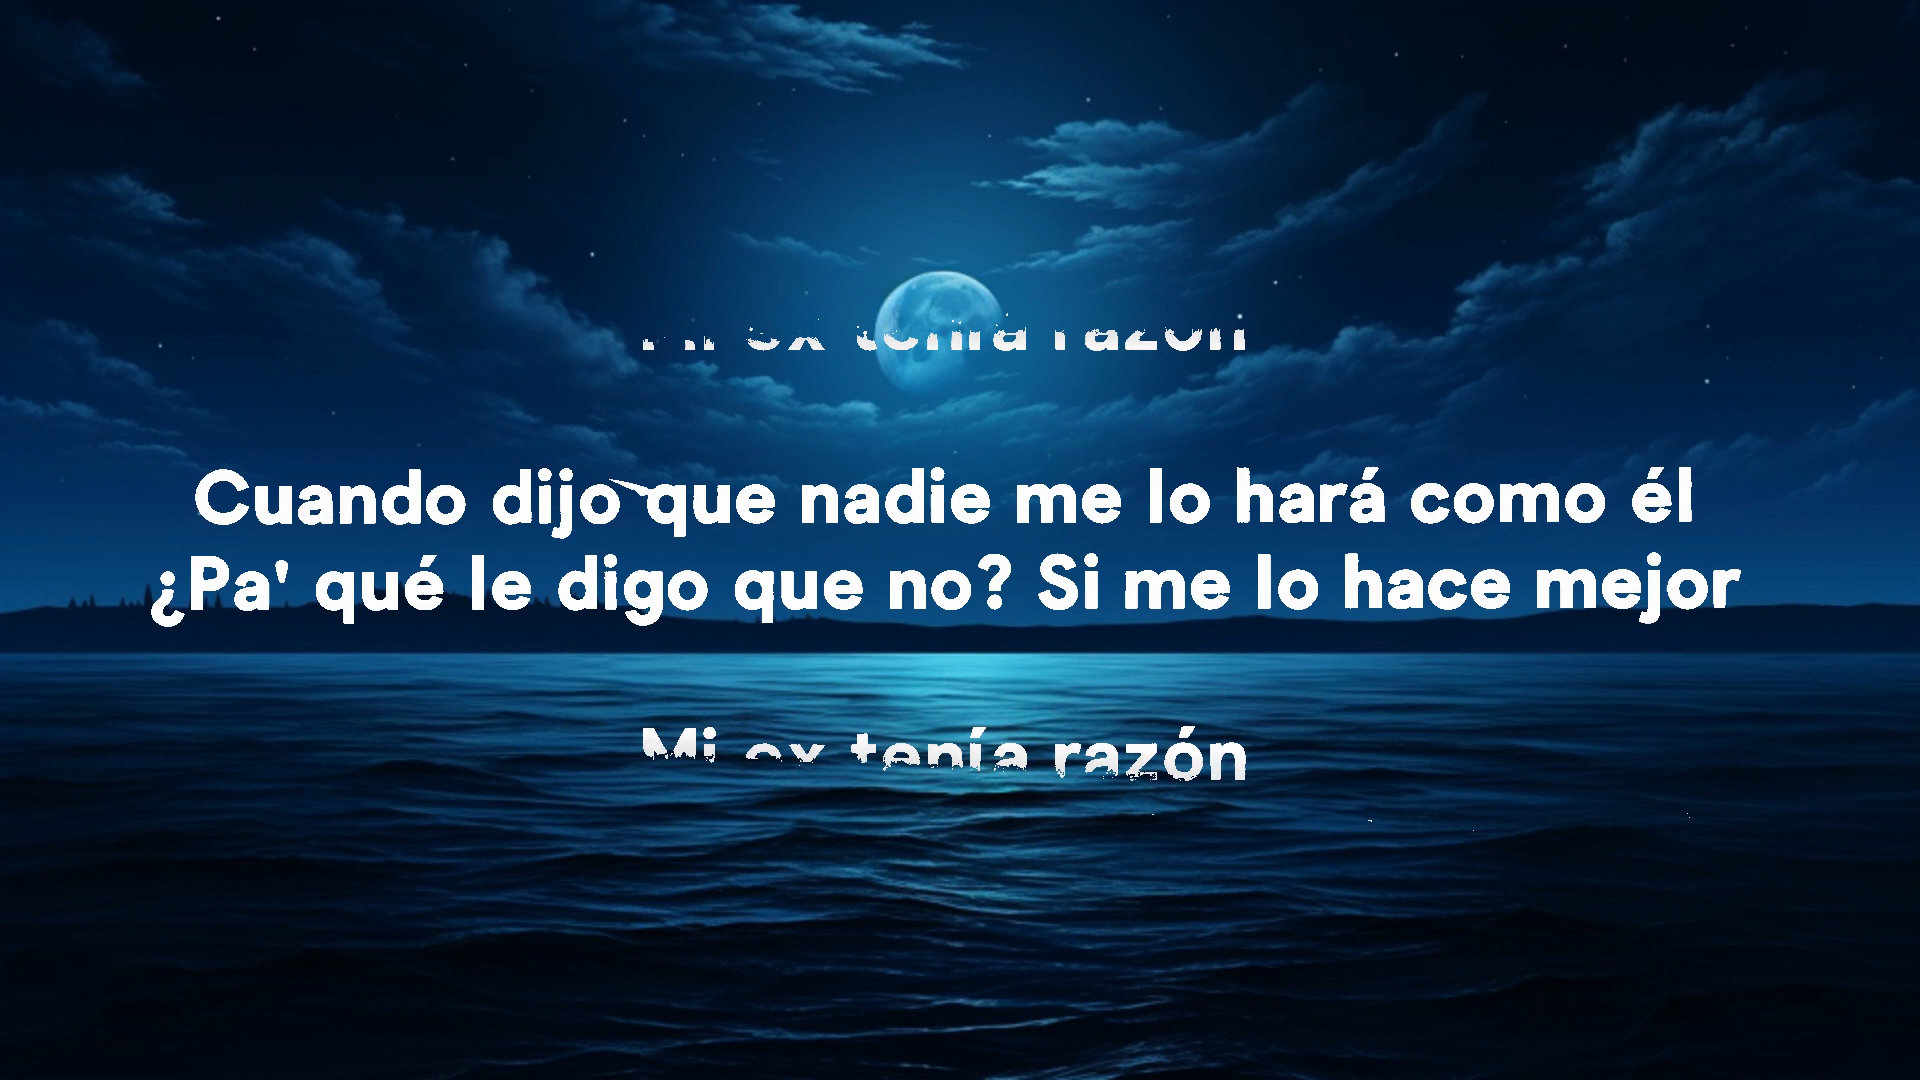 Mi ex tenía razón
Cuando dijo que nadie me lo hará como él
¿Pa' qué le digo que no? Si me lo hace mejor
Mi ex tenía razón